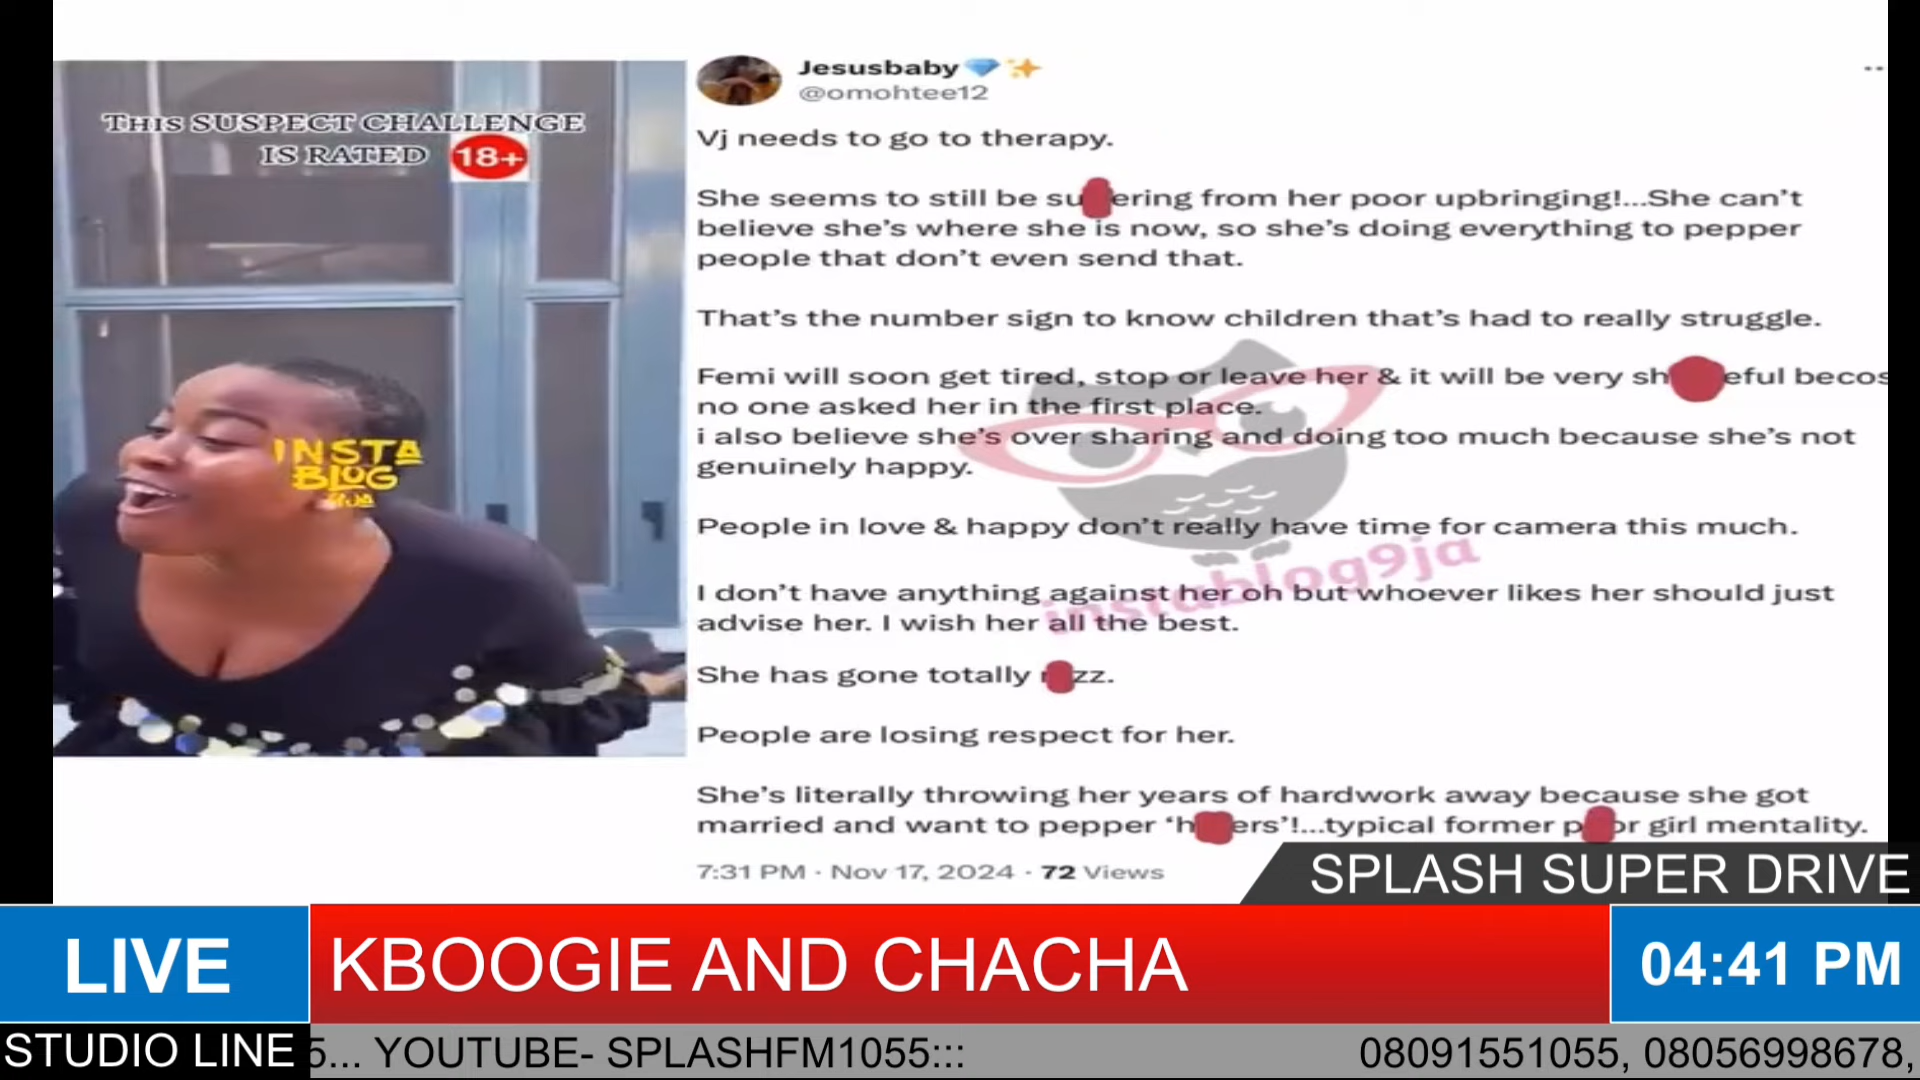 THIS SUSPECT CHALLENGE
IS RATED 18+
INSTA
BLOG
9JA
Jesusbaby
@omohtee12
Vj needs to go to therapy.
She seems to still be su ering from her poor upbringing!...She can't
believe she's where she is now, so she's doing everything to pepper
people that don't even send that.
That's the number sign to know children that's had to really struggle.
Femi will soon get tired, stop or leave her & it will be very sh eful becos
no one asked her in the first place.
i also believe she's over sharing and doing too much because she's not
genuinely happy.
People in love & happy don't really have time for camera this much.
instablog9ja
I don't have anything against her oh but whoever likes her should just
advise her. I wish her all the best.
She has gone totally r zz.
People are losing respect for her.
She's literally throwing her years of hardwork away because she got
married and want to pepper 'h ers'!...typical former p or girl mentality.
7:31 PM · Nov 17, 2024 · 72 Views
SPLASH SUPER DRIVE
LIVE
KBOOGIE AND CHACHA
04:41 PM
STUDIO LINE
5... YOUTUBE- SPLASHFM1055:::
08091551055, 08056998678,